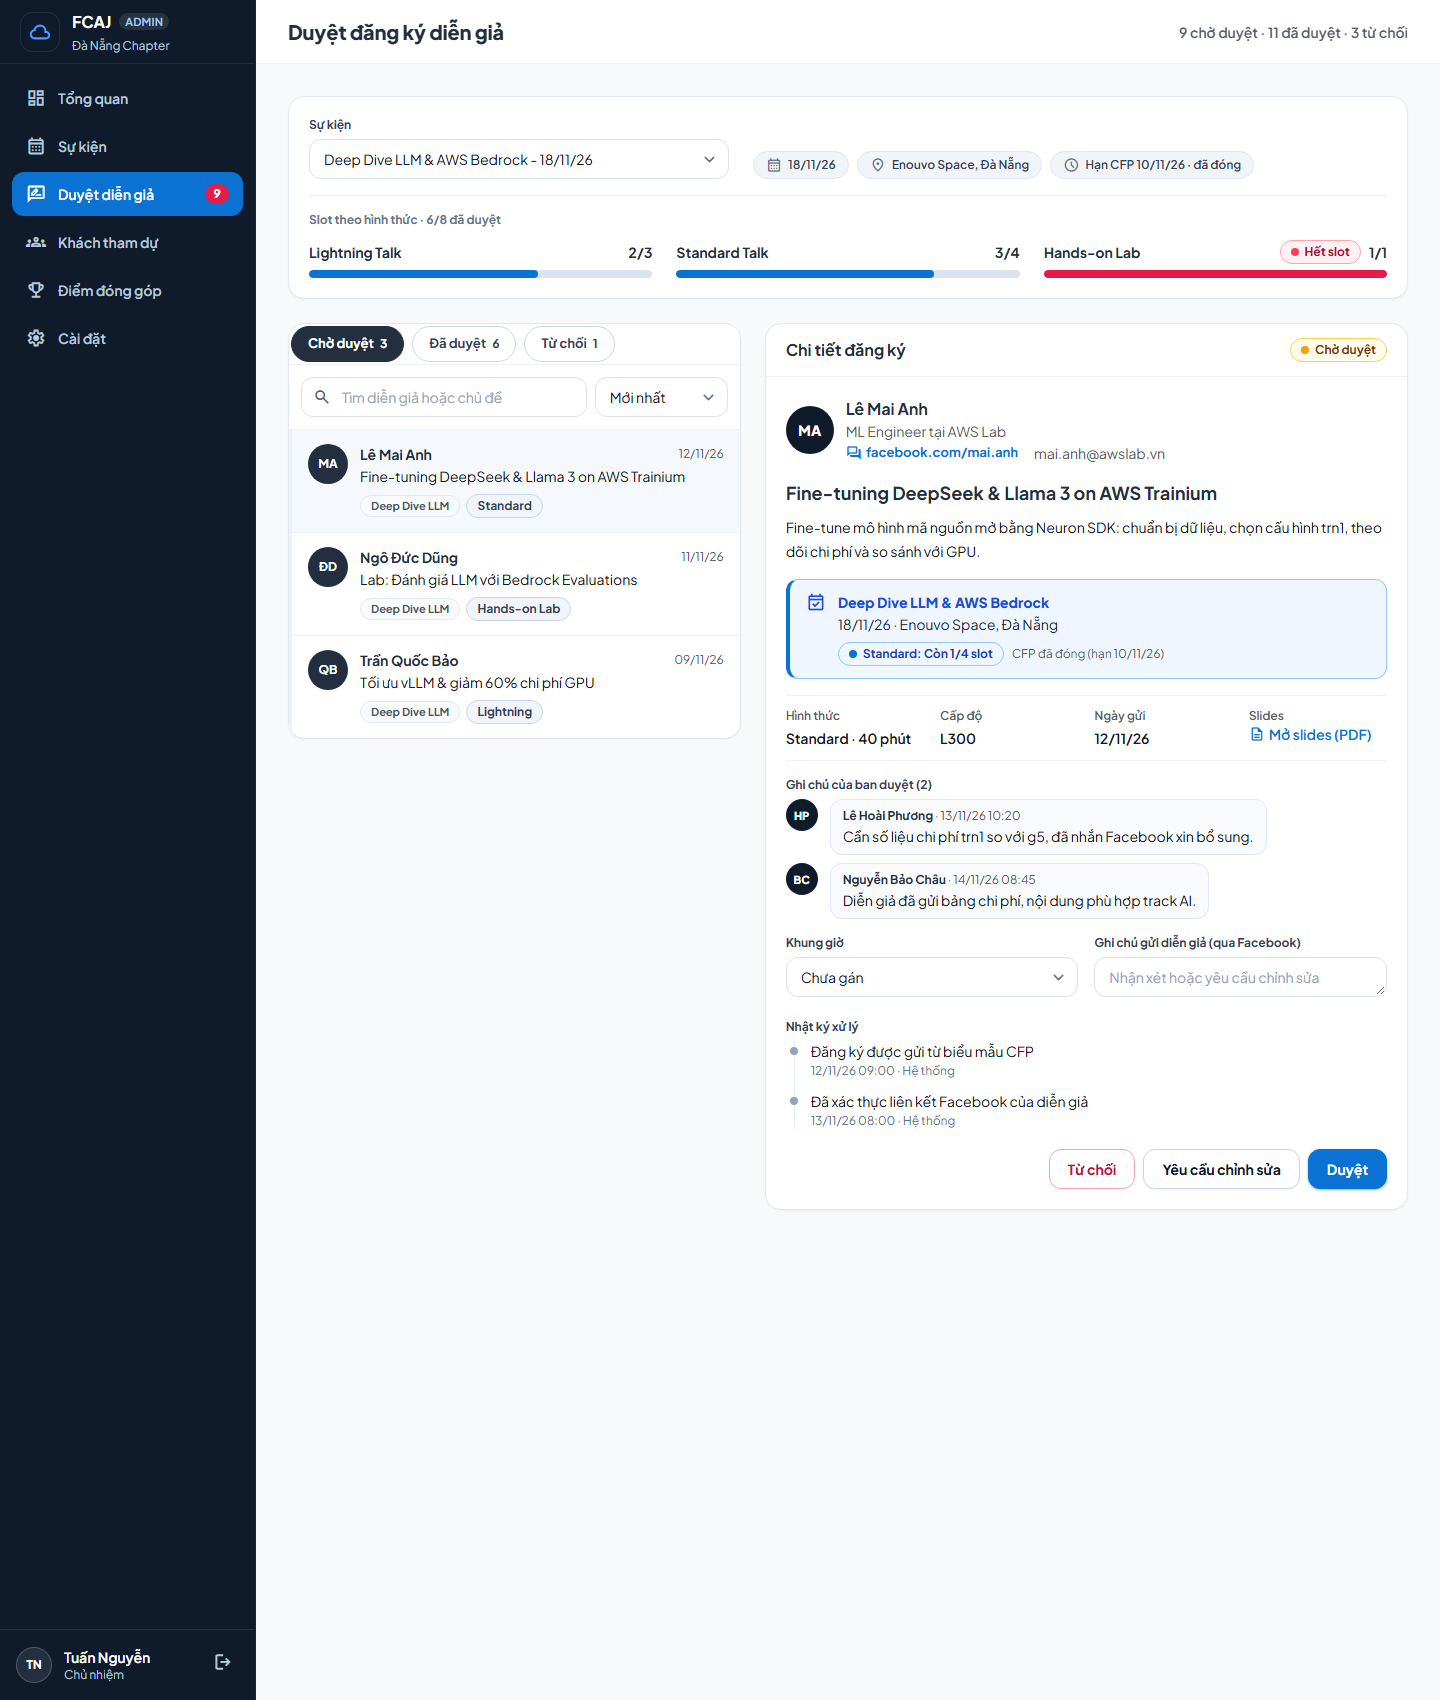 FCAJ ADMIN
Đà Nẵng Chapter
Tổng quan
Sự kiện
Duyệt diễn giả 9
Khách tham dự
Điểm đóng góp
Cài đặt
TN
Tuấn Nguyễn
Chủ nhiệm
Duyệt đăng ký diễn giả
9 chờ duyệt · 11 đã duyệt · 3 từ chối
Sự kiện
Deep Dive LLM & AWS Bedrock - 18/11/26
18/11/26
Enouvo Space, Đà Nẵng
Hạn CFP 10/11/26 · đã đóng
Slot theo hình thức · 6/8 đã duyệt
Lightning Talk 2/3
Standard Talk 3/4
Hands-on Lab Hết slot 1/1
Chờ duyệt 3
Đã duyệt 6
Từ chối 1
Tìm diễn giả hoặc chủ đề
Mới nhất
MA
Lê Mai Anh 12/11/26
Fine-tuning DeepSeek & Llama 3 on AWS Trainium
Deep Dive LLM Standard
ĐD
Ngô Đức Dũng 11/11/26
Lab: Đánh giá LLM với Bedrock Evaluations
Deep Dive LLM Hands-on Lab
QB
Trần Quốc Bảo 09/11/26
Tối ưu vLLM & giảm 60% chi phí GPU
Deep Dive LLM Lightning
Chi tiết đăng ký
Chờ duyệt
MA
Lê Mai Anh
ML Engineer tại AWS Lab
facebook.com/mai.anh mai.anh@awslab.vn
Fine-tuning DeepSeek & Llama 3 on AWS Trainium
Fine-tune mô hình mã nguồn mở bằng Neuron SDK: chuẩn bị dữ liệu, chọn cấu hình trn1, theo
dõi chi phí và so sánh với GPU.
Deep Dive LLM & AWS Bedrock
18/11/26 · Enouvo Space, Đà Nẵng
Standard: Còn 1/4 slot CFP đã đóng (hạn 10/11/26)
Hình thức
Standard · 40 phút
Cấp độ
L300
Ngày gửi
12/11/26
Slides
Mở slides (PDF)
Ghi chú của ban duyệt (2)
HP
Lê Hoài Phương · 13/11/26 10:20
Cần số liệu chi phí trn1 so với g5, đã nhắn Facebook xin bổ sung.
BC
Nguyễn Bảo Châu · 14/11/26 08:45
Diễn giả đã gửi bảng chi phí, nội dung phù hợp track AI.
Khung giờ
Chưa gán
Ghi chú gửi diễn giả (qua Facebook)
Nhận xét hoặc yêu cầu chỉnh sửa
Nhật ký xử lý
Đăng ký được gửi từ biểu mẫu CFP
12/11/26 09:00 · Hệ thống
Đã xác thực liên kết Facebook của diễn giả
13/11/26 08:00 · Hệ thống
Từ chối
Yêu cầu chỉnh sửa
Duyệt